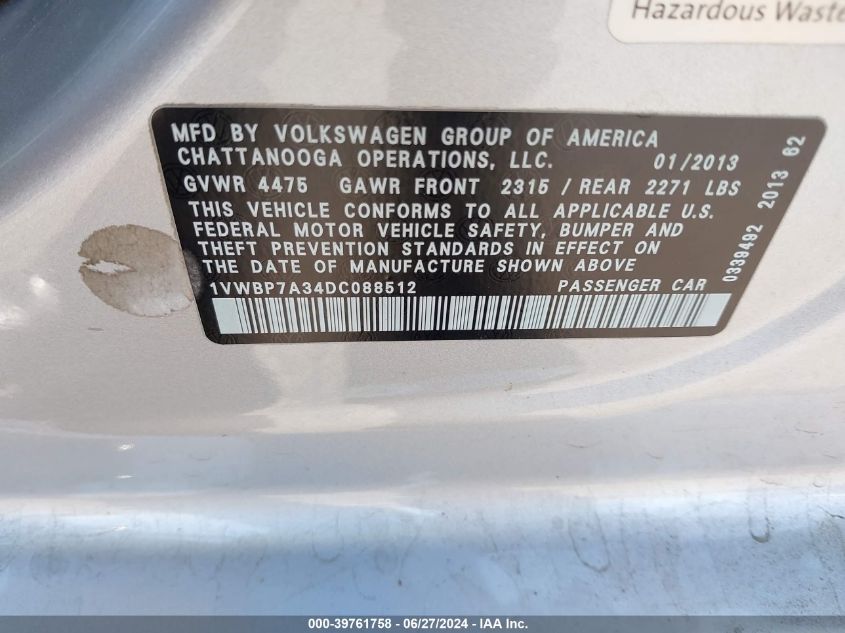 Hazardous Waste
MFD BY VOLKSWAGEN GROUP OF AMERICA
CHATTANOOGA OPERATIONS, LLC. 01/2013
GVWR 4475 GAWR FRONT 2315 / REAR 2271 LBS
THIS VEHICLE CONFORMS TO ALL APPLICABLE U.S.
FEDERAL MOTOR VEHICLE SAFETY, BUMPER AND
THEFT PREVENTION STANDARDS IN EFFECT ON
THE DATE OF MANUFACTURE SHOWN ABOVE
1VWBP7A34DC088512 PASSENGER CAR
0339492 2013 62
000-39761758 - 06/27/2024 - IAA Inc.